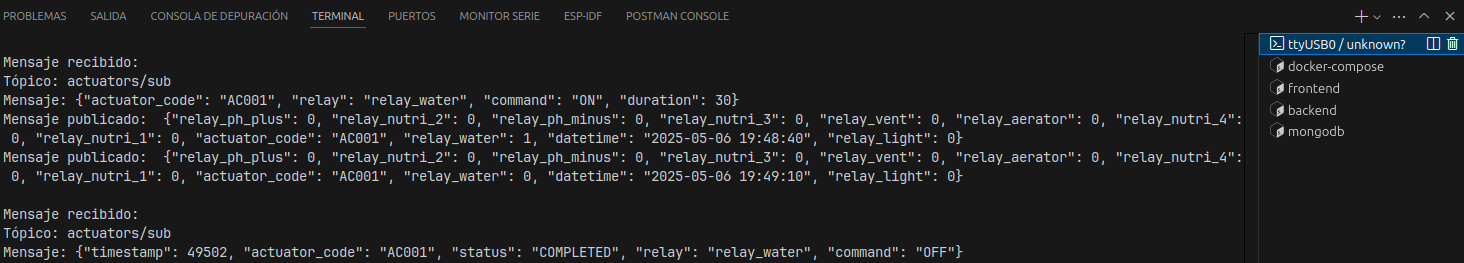 PROBLEMAS SALIDA CONSOLA DE DEPURACIÓN TERMINAL PUERTOS MONITOR SERIE ESP-IDF POSTMAN CONSOLE
Mensaje recibido:
Tópico: actuators/sub
Mensaje: {"actuator_code": "AC001", "relay": "relay_water", "command": "ON", "duration": 30}
Mensaje publicado:  {"relay_ph_plus": 0, "relay_nutri_2": 0, "relay_ph_minus": 0, "relay_nutri_3": 0, "relay_vent": 0, "relay_aerator": 0, "relay_nutri_4":
 0, "relay_nutri_1": 0, "actuator_code": "AC001", "relay_water": 1, "datetime": "2025-05-06 19:48:40", "relay_light": 0}
Mensaje publicado:  {"relay_ph_plus": 0, "relay_nutri_2": 0, "relay_ph_minus": 0, "relay_nutri_3": 0, "relay_vent": 0, "relay_aerator": 0, "relay_nutri_4":
 0, "relay_nutri_1": 0, "actuator_code": "AC001", "relay_water": 0, "datetime": "2025-05-06 19:49:10", "relay_light": 0}
Mensaje recibido:
Tópico: actuators/sub
Mensaje: {"timestamp": 49502, "actuator_code": "AC001", "status": "COMPLETED", "relay": "relay_water", "command": "OFF"}
ttyUSB0 / unknown?
docker-compose
frontend
backend
mongodb